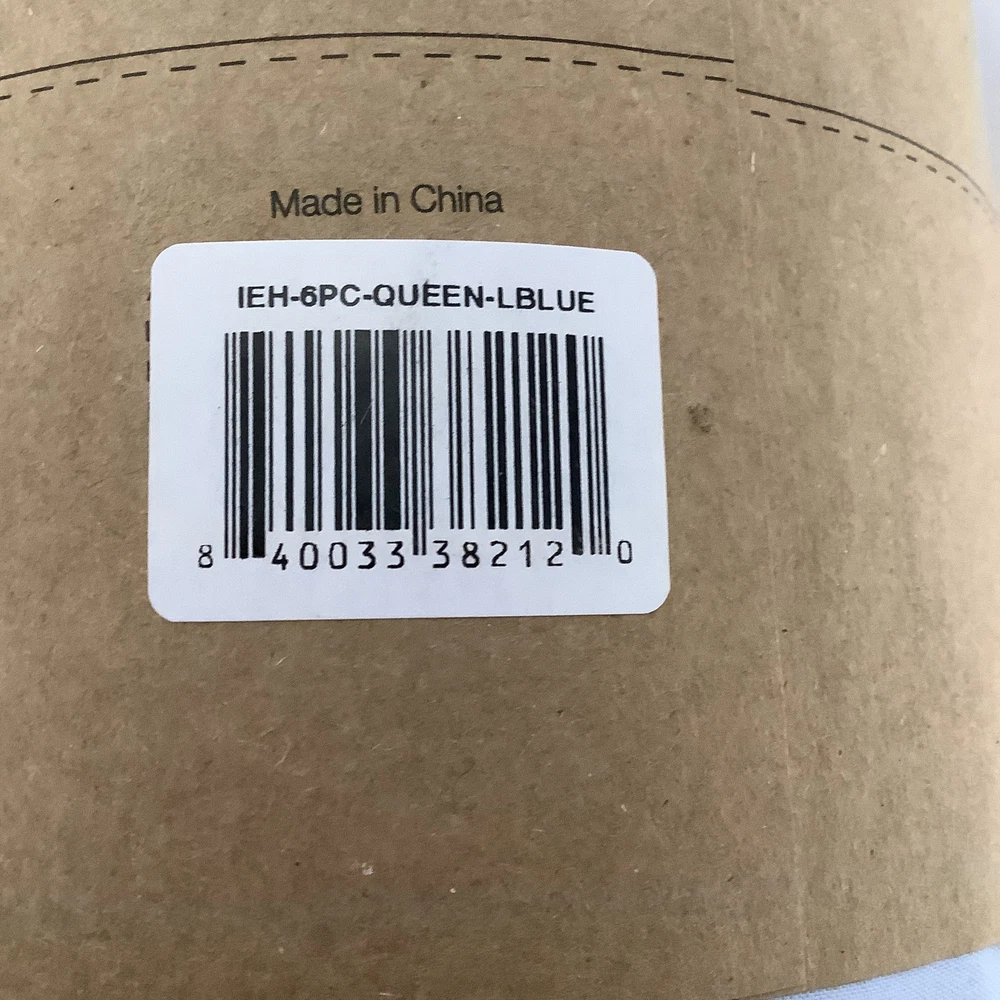 Made in China
IEH-6PC-QUEEN-LBLUE
8 40033 38212 0